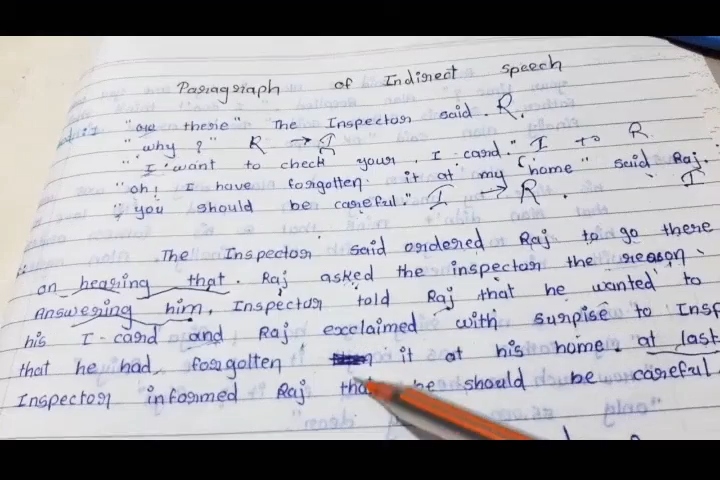 Paragraph of Indirect speech
"are there" The Inspector said. R.
"why?" R → I
"I want to check your I card." I to R.
"oh! I have forgotten it at my home" said Raj.
"you should be careful" I → R. I
The Inspector said ordered Raj to go there
on hearing that. Raj asked the inspector the reason
Answering him, Inspector told Raj that he wanted to
his I-card and Raj exclaimed with surprise to Insp
that he had forgotten it at his home. at last
Inspector informed Raj that he should be careful